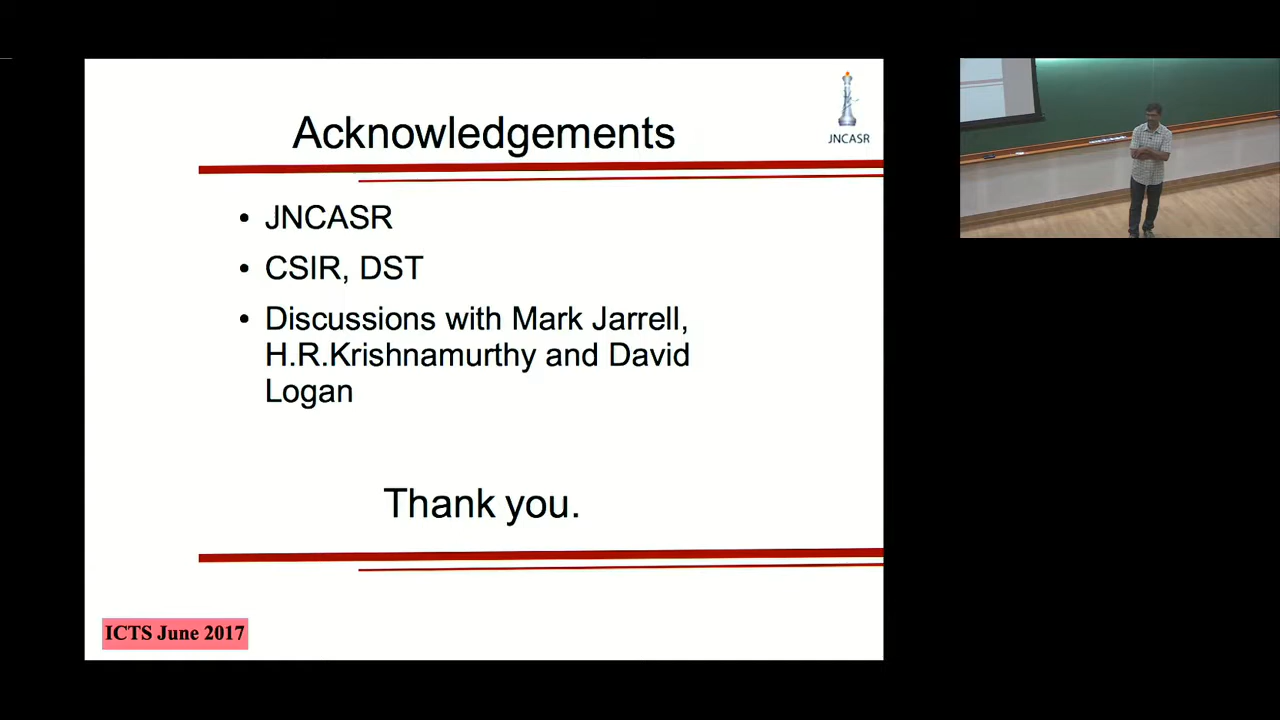 Acknowledgements
JNCASR
• JNCASR
• CSIR, DST
• Discussions with Mark Jarrell,
H.R.Krishnamurthy and David
Logan
Thank you.
ICTS June 2017